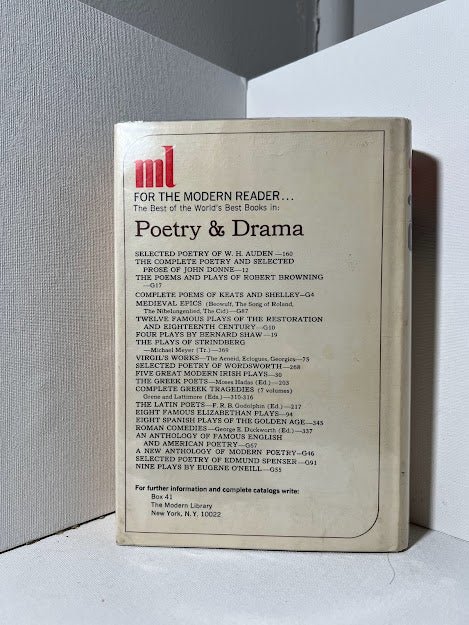 ml
FOR THE MODERN READER...
The Best of the World's Best Books in:
Poetry & Drama
SELECTED POETRY OF W. H. AUDEN—160
THE COMPLETE POETRY AND SELECTED
PROSE OF JOHN DONNE—12
THE POEMS AND PLAYS OF ROBERT BROWNING
—G17
COMPLETE POEMS OF KEATS AND SHELLEY—G4
MEDIEVAL EPICS (Beowulf, The Song of Roland,
The Nibelungenlied, The Cid)—G87
TWELVE FAMOUS PLAYS OF THE RESTORATION
AND EIGHTEENTH CENTURY—G10
FOUR PLAYS BY BERNARD SHAW—19
THE PLAYS OF STRINDBERG
—Michael Meyer (Tr.)—369
VIRGIL'S WORKS—The Aeneid, Eclogues, Georgics—75
SELECTED POETRY OF WORDSWORTH—268
FIVE GREAT MODERN IRISH PLAYS—30
THE GREEK POETS—Moses Hadas (Ed.)—203
COMPLETE GREEK TRAGEDIES (7 volumes)
Grene and Lattimore (Eds.)—310-316
THE LATIN POETS—F. R. B. Godolphin (Ed.)—217
EIGHT FAMOUS ELIZABETHAN PLAYS—94
EIGHT SPANISH PLAYS OF THE GOLDEN AGE—345
ROMAN COMEDIES—George E. Duckworth (Ed.)—337
AN ANTHOLOGY OF FAMOUS ENGLISH
AND AMERICAN POETRY—G67
A NEW ANTHOLOGY OF MODERN POETRY—G46
SELECTED POETRY OF EDMUND SPENSER—G91
NINE PLAYS BY EUGENE O'NEILL—G55
For further information and complete catalogs write:
Box 41
The Modern Library
New York, N.Y. 10022